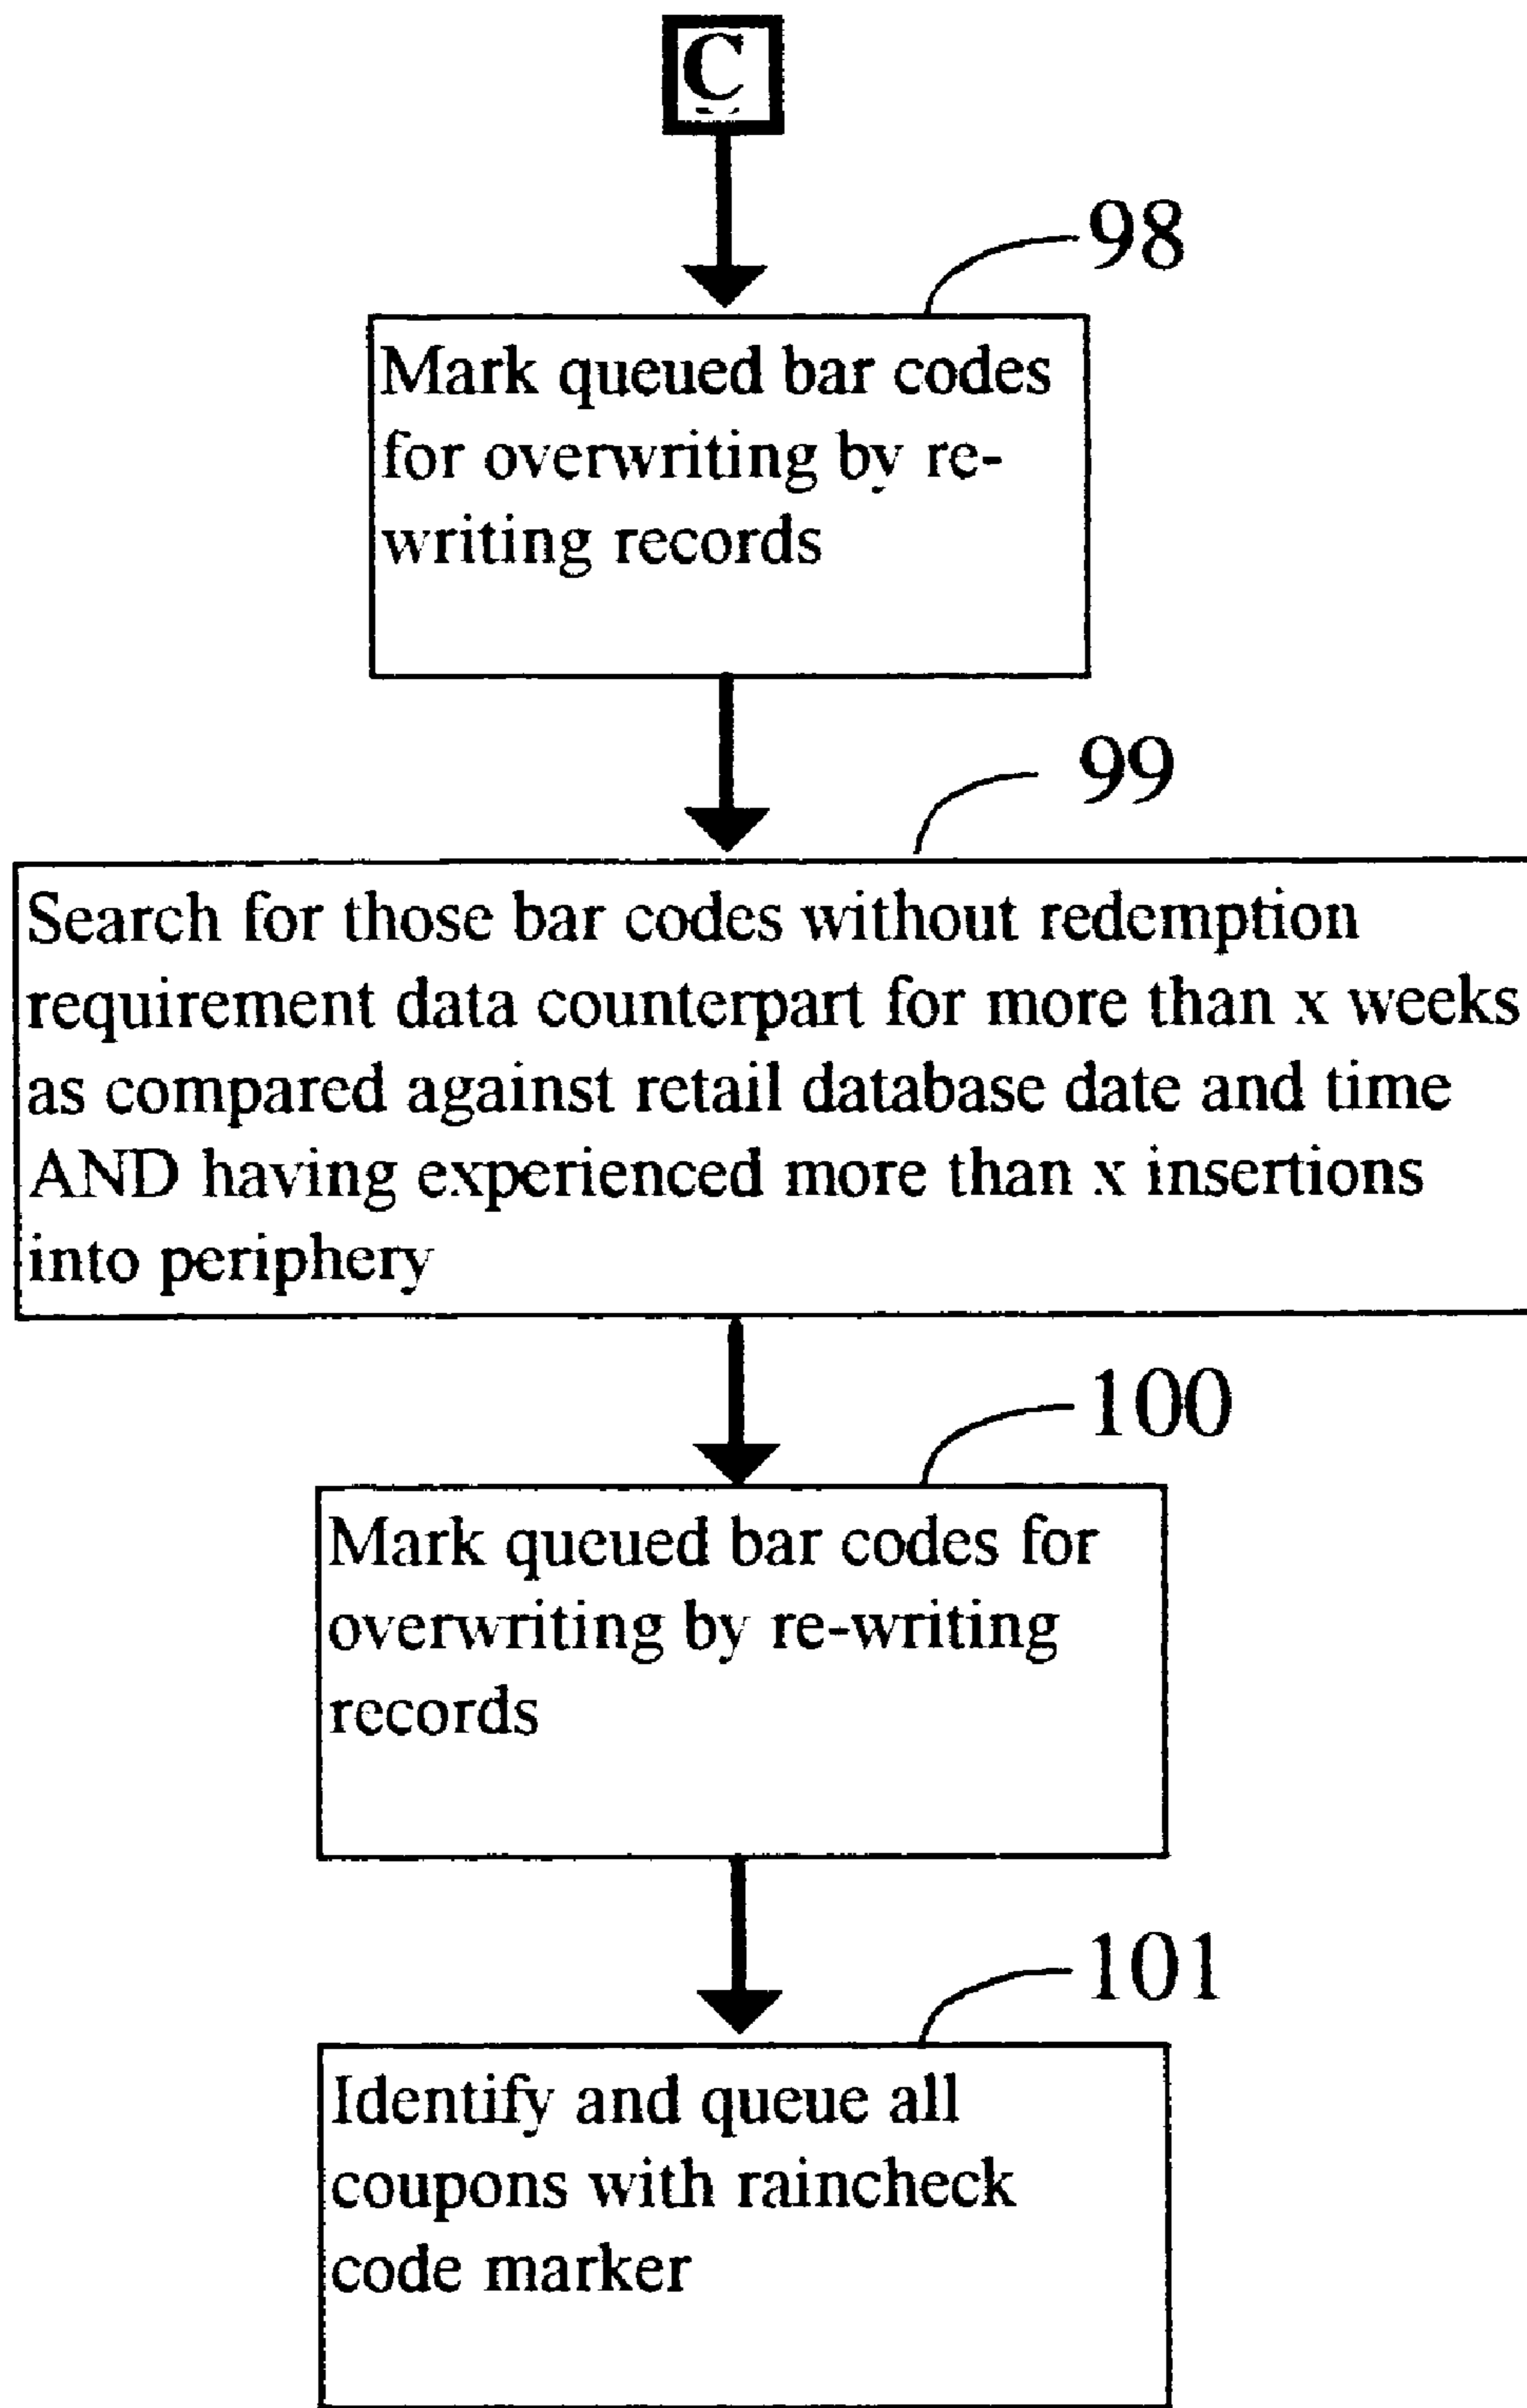 C
98
Mark queued bar codes
for overwriting by re-
writing records
99
Search for those bar codes without redemption
requirement data counterpart for more than x weeks
as compared against retail database date and time
AND having experienced more than x insertions
into periphery
100
Mark queued bar codes for
overwriting by re-writing
records
101
Identify and queue all
coupons with raincheck
code marker